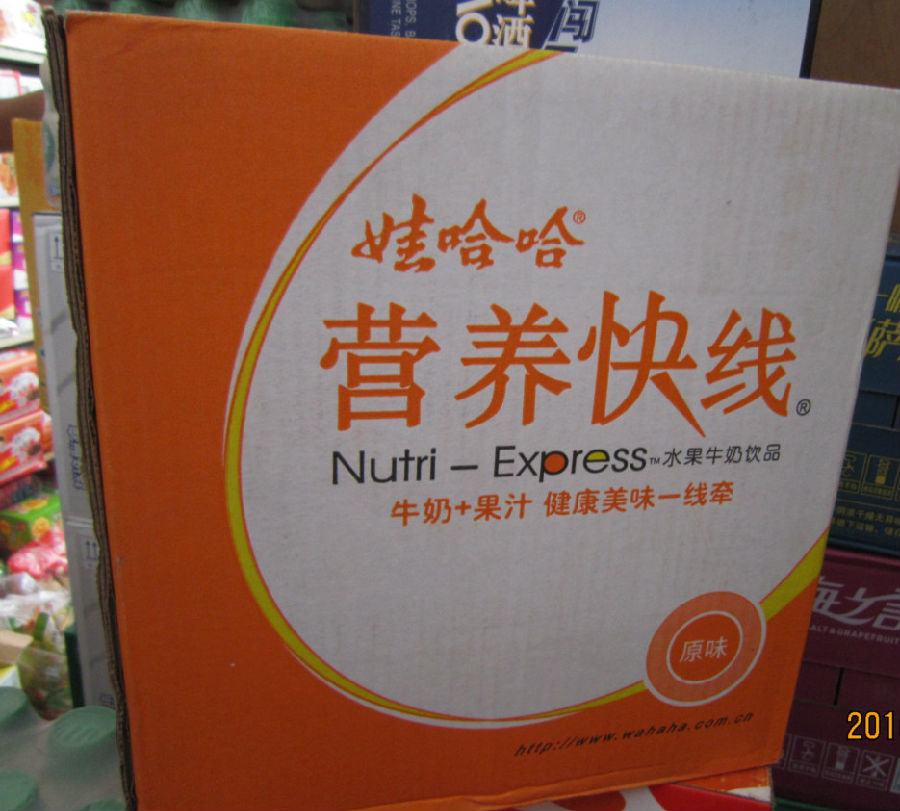 娃哈哈®
营养快线®
Nutri – Express™水果牛奶饮品
牛奶+果汁 健康美味一线牵
原味
http://www.wahaha.com.cn
201